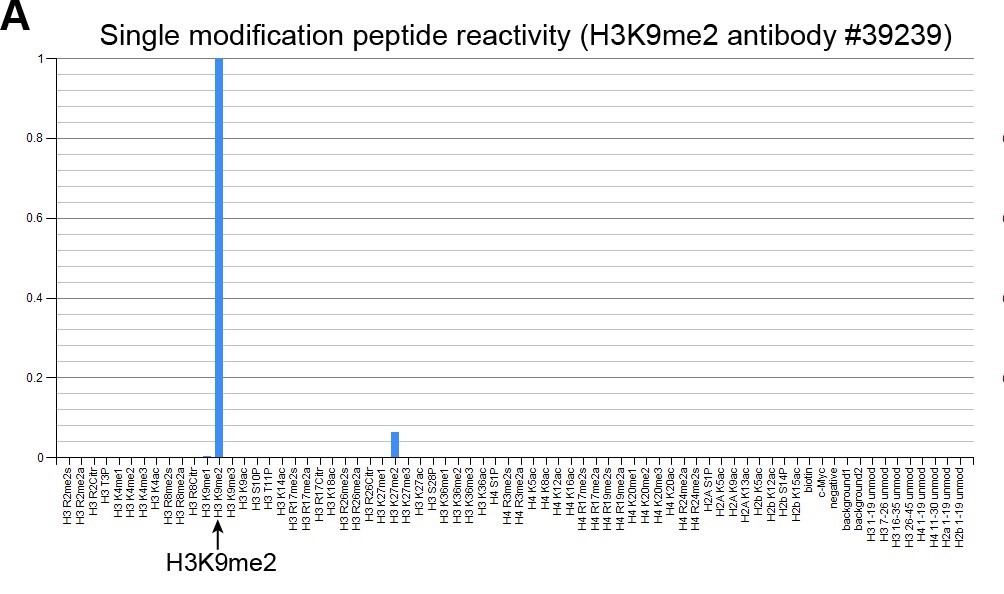 A
Single modification peptide reactivity (H3K9me2 antibody #39239)
1
0.8
0.6
0.4
0.2
0
H3 R2me2s
H3 R2me2a
H3 R2Citr
H3 T3P
H3 K4me1
H3 K4me2
H3 K4me3
H3 K4ac
H3 R8me2s
H3 R8me2a
H3 R8Citr
H3 K9me1
H3 K9me2
H3 K9me3
H3 K9ac
H3 S10P
H3 T11P
H3 K14ac
H3 R17me2s
H3 R17me2a
H3 R17Citr
H3 K18ac
H3 R26me2s
H3 R26me2a
H3 R26Citr
H3 K27me1
H3 K27me2
H3 K27me3
H3 K27ac
H3 S28P
H3 K36me1
H3 K36me2
H3 K36me3
H3 K36ac
H4 S1P
H4 R3me2s
H4 R3me2a
H4 K5ac
H4 K8ac
H4 K12ac
H4 K16ac
H4 R17me2s
H4 R17me2a
H4 R19me2s
H4 R19me2a
H4 K20me1
H4 K20me2
H4 K20me3
H4 K20ac
H4 R24me2a
H4 R24me2s
H2A S1P
H2A K5ac
H2A K9ac
H2A K13ac
H2b K5ac
H2b K12ac
H2b S14P
H2b K15ac
biotin
c-Myc
negative
background1
background2
H3 1-19 unmod
H3 7-26 unmod
H3 16-35 unmod
H3 26-45 unmod
H4 1-19 unmod
H4 11-30 unmod
H2a 1-19 unmod
H2b 1-19 unmod
H3K9me2